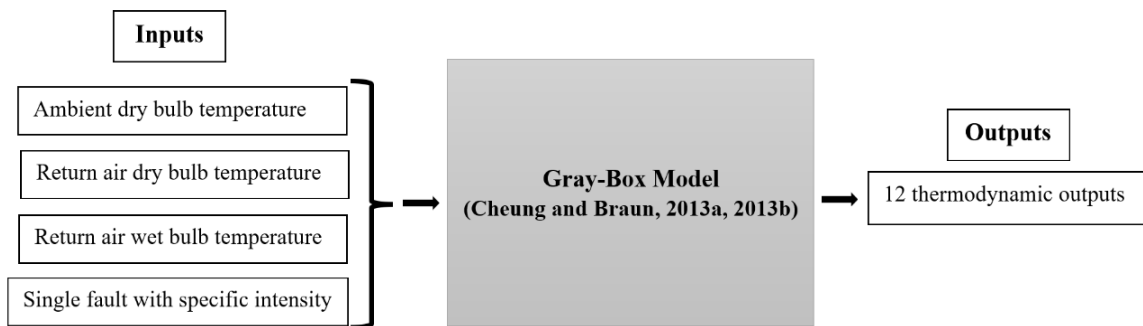 Inputs
Ambient dry bulb temperature
Return air dry bulb temperature
Return air wet bulb temperature
Single fault with specific intensity
Gray-Box Model
(Cheung and Braun, 2013a, 2013b)
Outputs
12 thermodynamic outputs